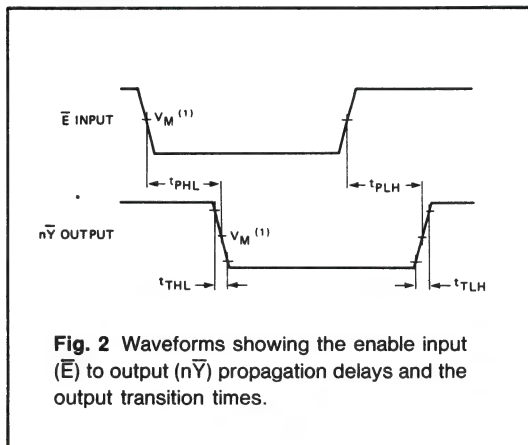 E̅ INPUT
V_M (1)
t_PHL
t_PLH
nY̅ OUTPUT
V_M (1)
t_THL
t_TLH
Fig. 2 Waveforms showing the enable input
(E̅) to output (nY̅) propagation delays and the
output transition times.